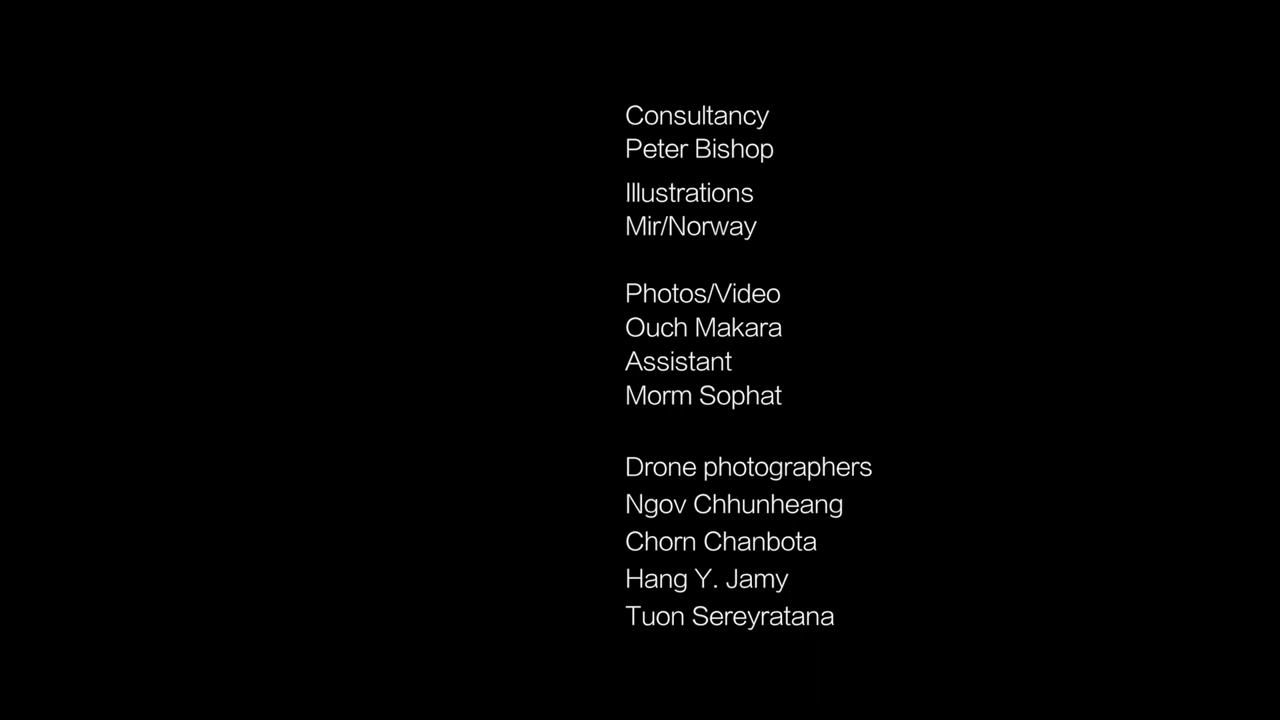 Consultancy
Peter Bishop
Illustrations
Mir/Norway
Photos/Video
Ouch Makara
Assistant
Morm Sophat
Drone photographers
Ngov Chhunheang
Chorn Chanbota
Hang Y. Jamy
Tuon Sereyratana